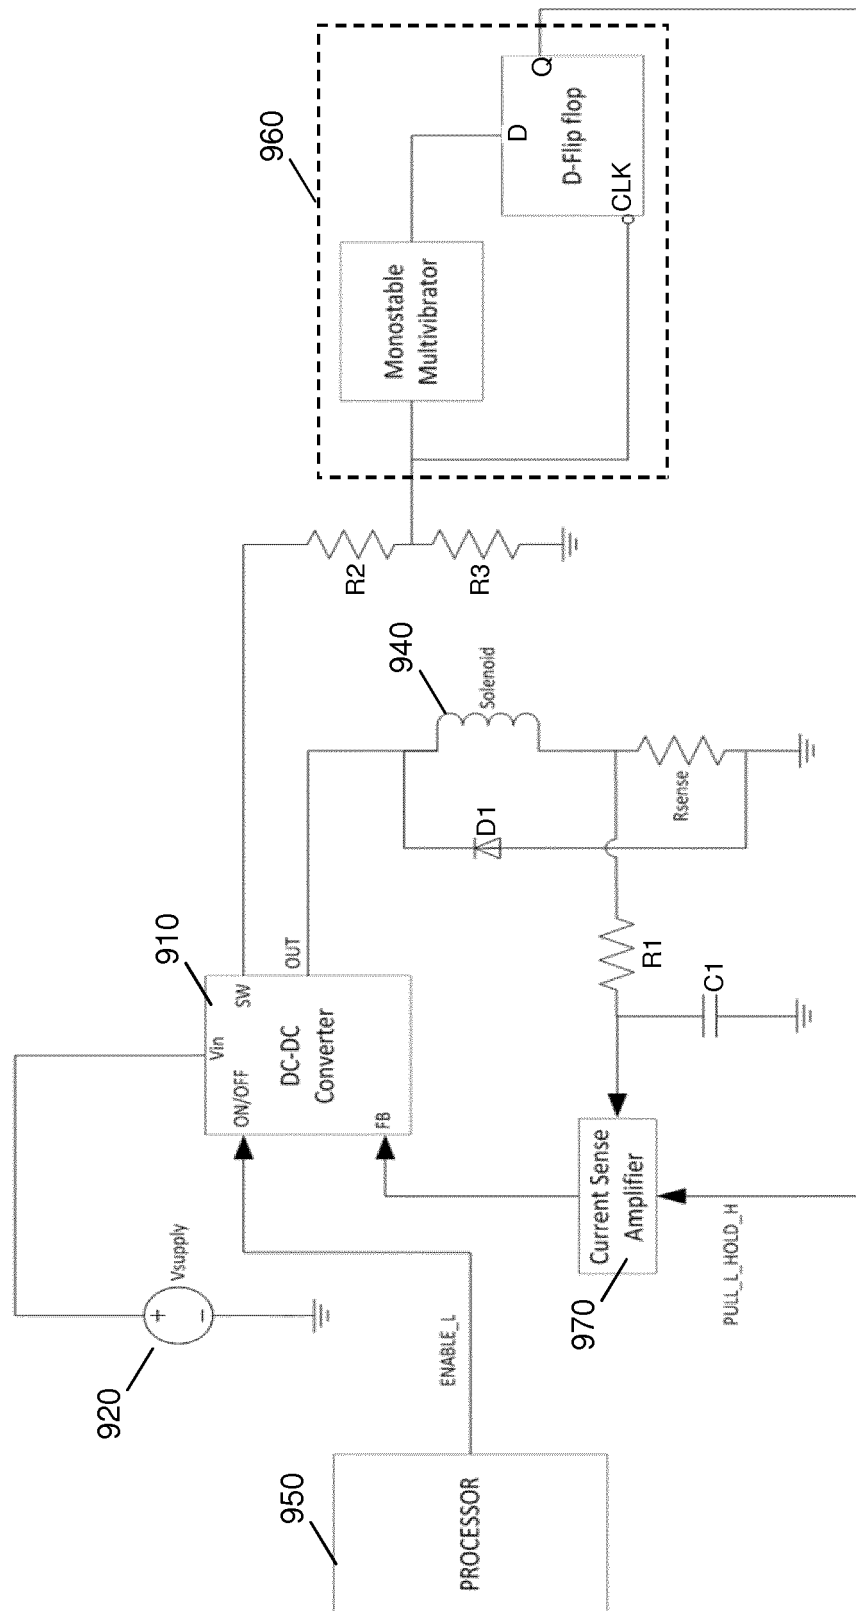 960
Q
D
D-Flip flop
CLK
Monostable
Multivibrator
R2
R3
940
Solenoid
D1
Rsense
R1
C1
910
SW
OUT
Vin
DC-DC
Converter
ON/OFF
FB
Current Sense
Amplifier
970
PULL_L_HOLD_H
Vsupply
+
-
920
ENABLE_L
950
PROCESSOR